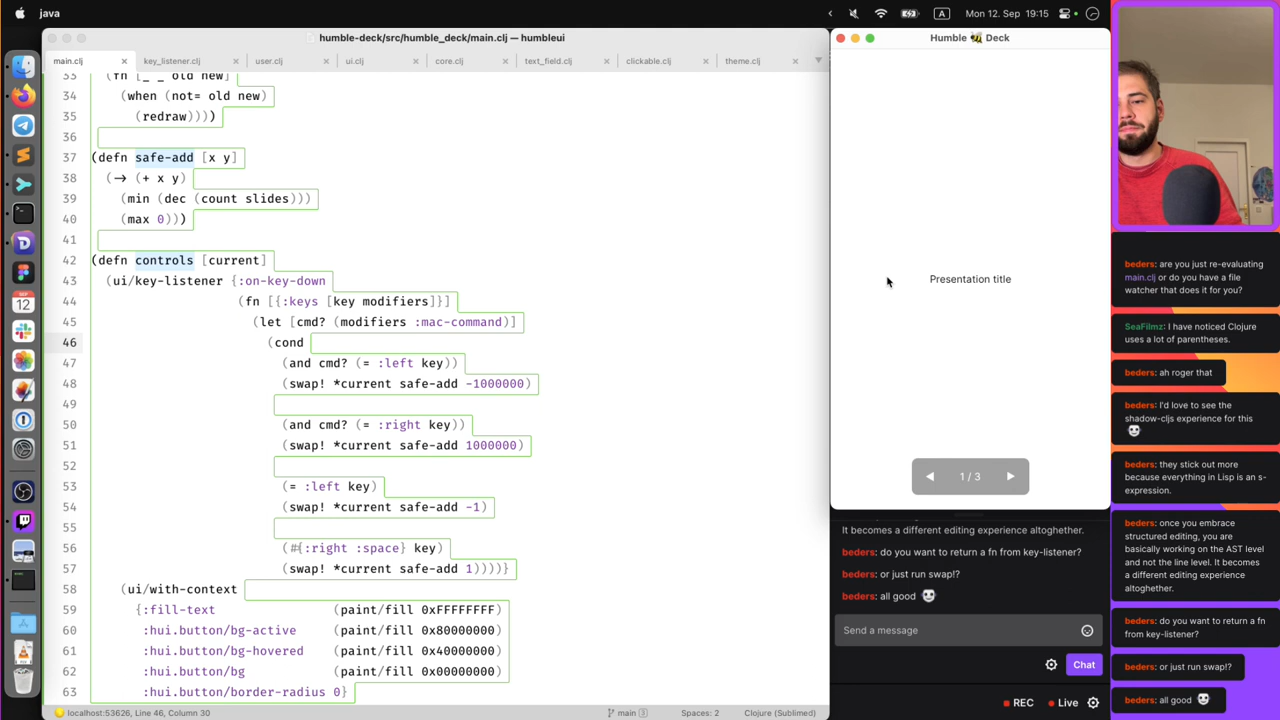 java
A
Mon 12. Sep 19:15
humble-deck/src/humble_deck/main.clj — humbleui
main.clj
key_listener.clj
user.clj
ui.clj
core.clj
text_field.clj
clickable.clj
theme.clj
33 (fn [_ _ old new]
34 (when (not= old new)
35 (redraw))))
36
37 (defn safe-add [x y]
38 (-> (+ x y)
39 (min (dec (count slides)))
40 (max 0)))
41
42 (defn controls [current]
43 (ui/key-listener {:on-key-down
44 (fn [{:keys [key modifiers]}]
45 (let [cmd? (modifiers :mac-command)]
46 (cond
47 (and cmd? (= :left key))
48 (swap! *current safe-add -1000000)
49
50 (and cmd? (= :right key))
51 (swap! *current safe-add 1000000)
52
53 (= :left key)
54 (swap! *current safe-add -1)
55
56 (#{:right :space} key)
57 (swap! *current safe-add 1))))}
58 (ui/with-context
59 {:fill-text (paint/fill 0xFFFFFFFF)
60 :hui.button/bg-active (paint/fill 0x80000000)
61 :hui.button/bg-hovered (paint/fill 0x40000000)
62 :hui.button/bg (paint/fill 0x00000000)
63 :hui.button/border-radius 0}
localhost:53626, Line 46, Column 30
main 3
Spaces: 2
Clojure (Sublimed)
SEP
12
Humble 🐝 Deck
Presentation title
◀ 1 / 3 ▶
It becomes a different editing experience altoghether.
beders: do you want to return a fn from key-listener?
beders: or just run swap!?
beders: all good
Send a message
Chat
REC
Live
beders: are you just re-evaluating
main.clj or do you have a file
watcher that does it for you?
SeaFilmz: I have noticed Clojure
uses a lot of parentheses.
beders: ah roger that
beders: I'd love to see the
shadow-cljs experience for this
beders: they stick out more
because everything in Lisp is an s-
expression.
beders: once you embrace
structured editing, you are
basically working on the AST level
and not the line level. It becomes
a different editing experience
altoghether.
beders: do you want to return a fn
from key-listener?
beders: or just run swap!?
beders: all good